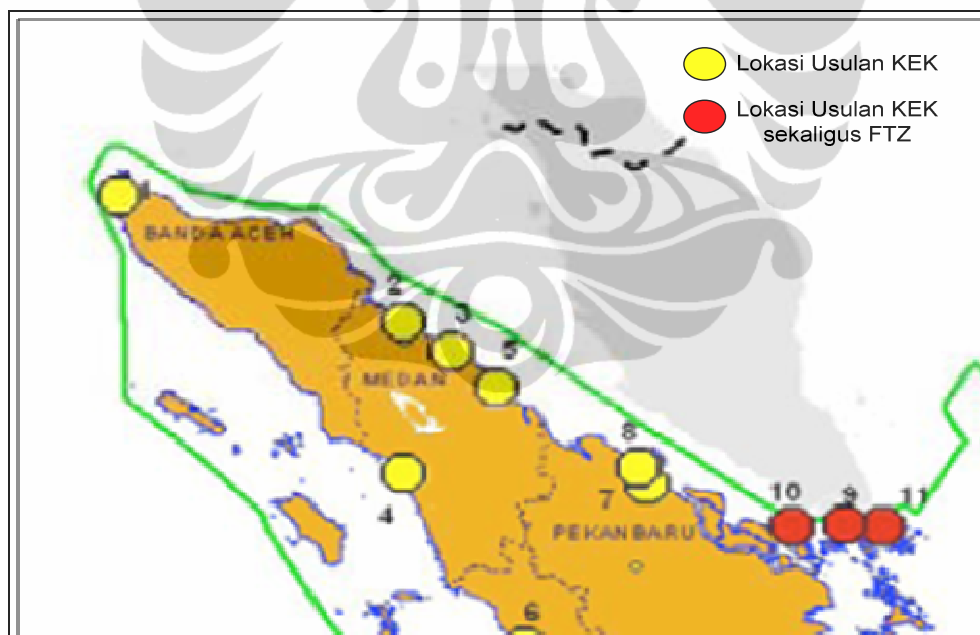 Lokasi Usulan KEK
Lokasi Usulan KEK
sekaligus FTZ
1
BANDA ACEH
2
3
5
MEDAN
8
4
7
10
9
11
PEKANBARU
6